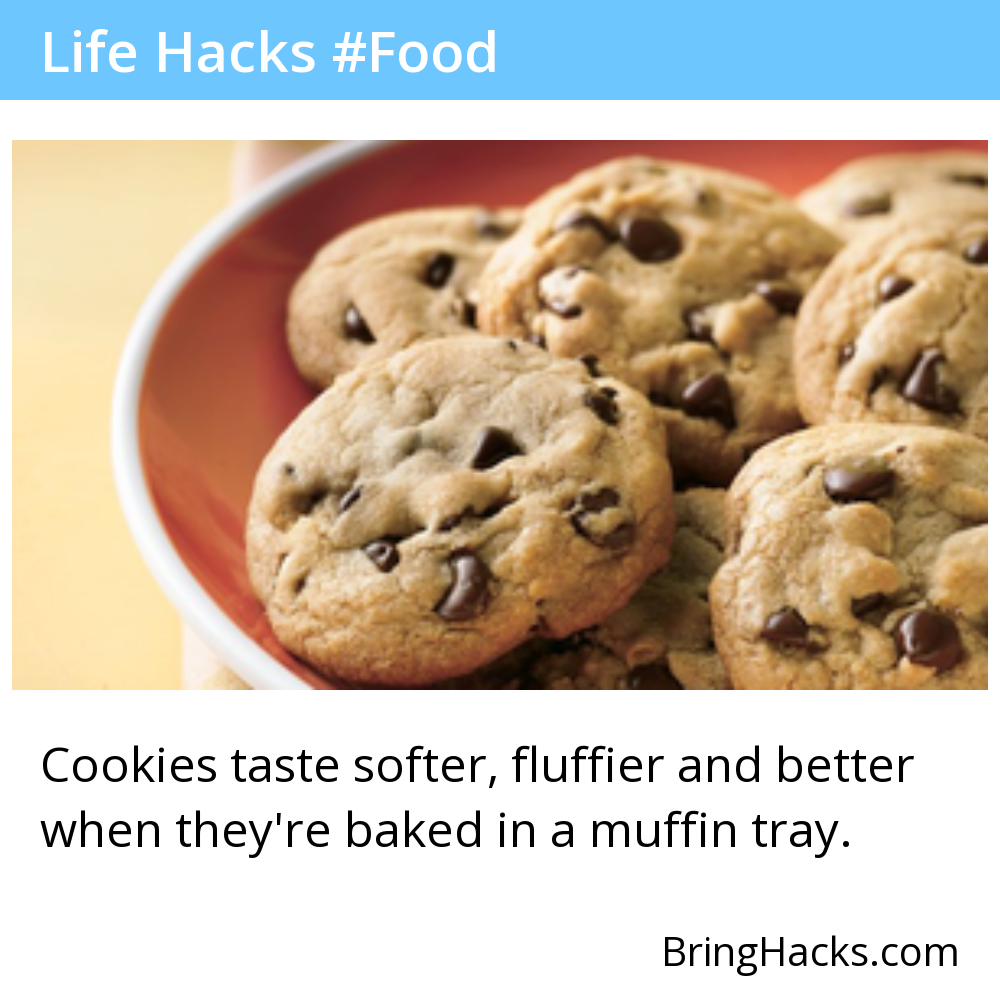 Life Hacks #Food
Cookies taste softer, fluffier and better
when they're baked in a muffin tray.
BringHacks.com